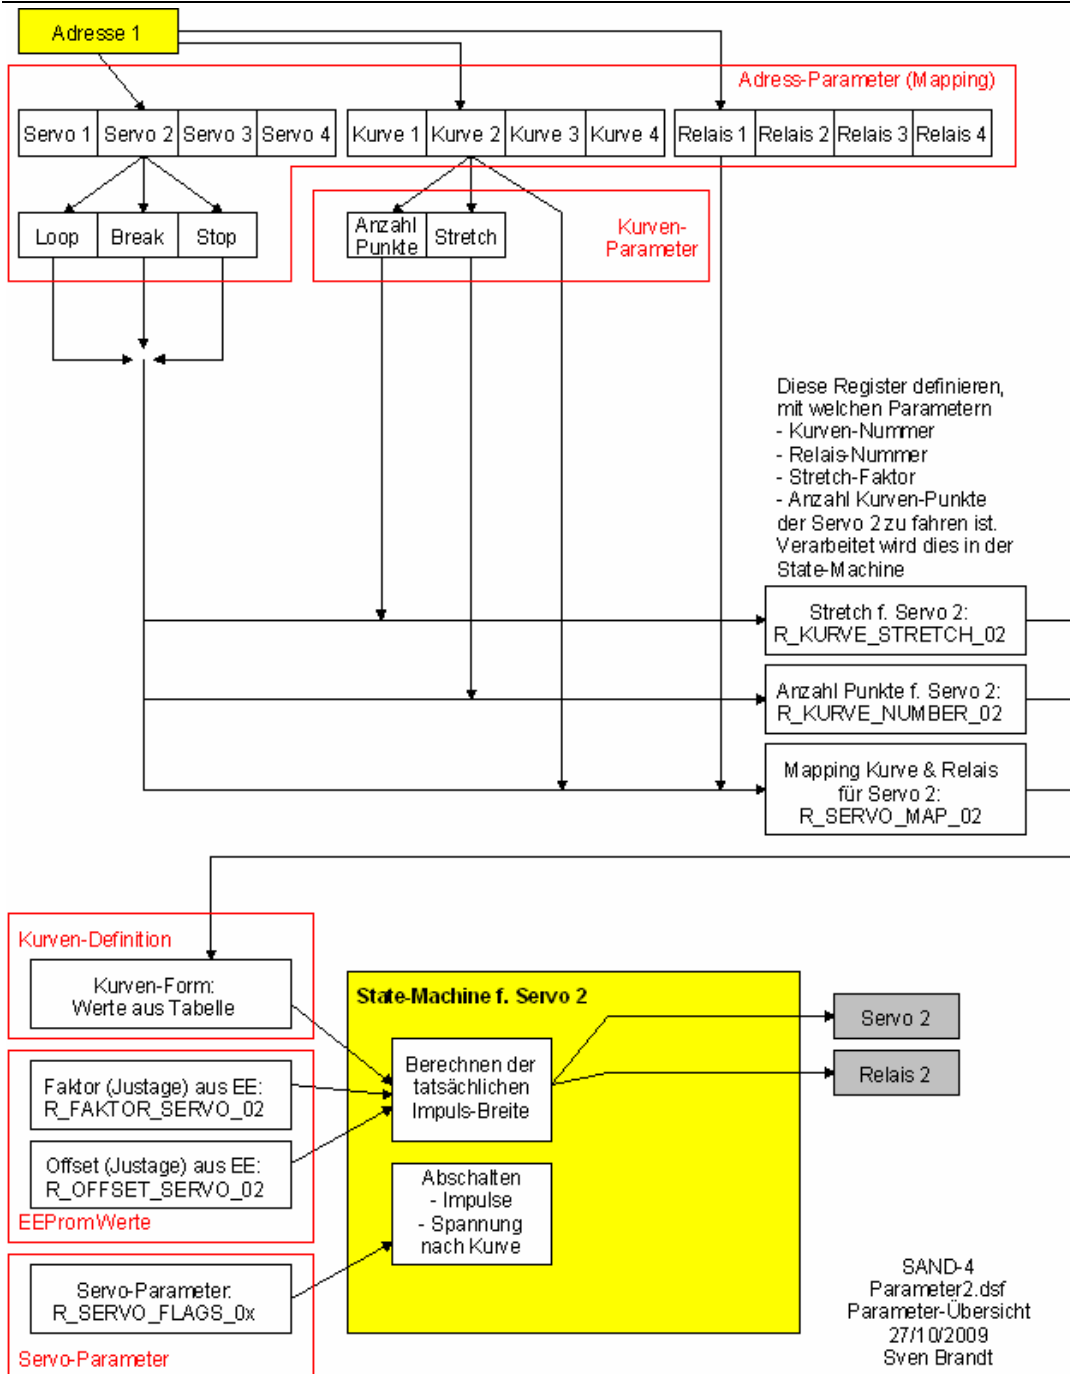 Adresse 1
Adress-Parameter (Mapping)
Servo 1
Servo 2
Servo 3
Servo 4
Kurve 1
Kurve 2
Kurve 3
Kurve 4
Relais 1
Relais 2
Relais 3
Relais 4
Loop
Break
Stop
Anzahl
Punkte
Stretch
Kurven-
Parameter
Diese Register definieren,
mit welchen Parametern
- Kurven-Nummer
- Relais-Nummer
- Stretch-Faktor
- Anzahl Kurven-Punkte
der Servo 2 zu fahren ist.
Verarbeitet wird dies in der
State-Machine
Stretch f. Servo 2:
R_KURVE_STRETCH_02
Anzahl Punkte f. Servo 2:
R_KURVE_NUMBER_02
Mapping Kurve & Relais
für Servo 2:
R_SERVO_MAP_02
Kurven-Definition
Kurven-Form:
Werte aus Tabelle
Faktor (Justage) aus EE:
R_FAKTOR_SERVO_02
Offset (Justage) aus EE:
R_OFFSET_SERVO_02
EEProm Werte
Servo-Parameter:
R_SERVO_FLAGS_0x
Servo-Parameter
State-Machine f. Servo 2
Berechnen der
tatsächlichen
Impuls-Breite
Abschalten
- Impulse
- Spannung
nach Kurve
Servo 2
Relais 2
SAND-4
Parameter2.dsf
Parameter-Übersicht
27/10/2009
Sven Brandt